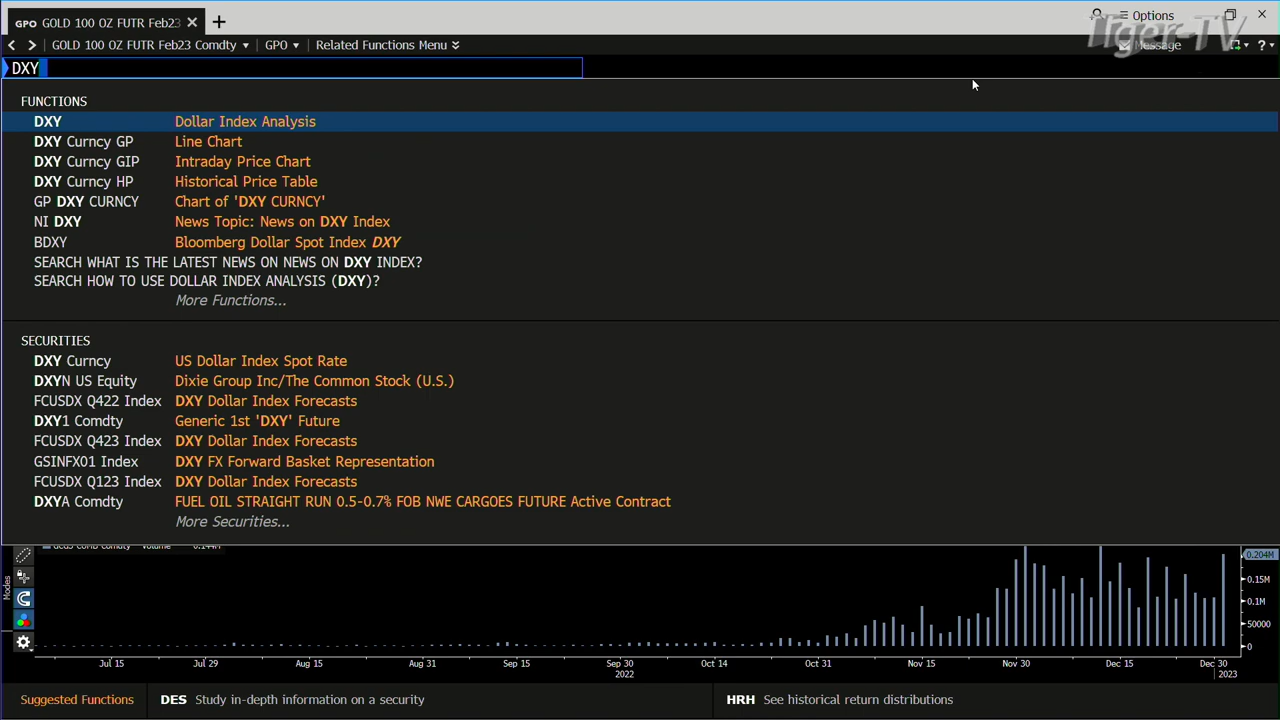 GPO GOLD 100 OZ FUTR Feb23
Options
GOLD 100 OZ FUTR Feb23 Comdty GPO Related Functions Menu
Message
Tiger-TV
DXY
FUNCTIONS
DXY Dollar Index Analysis
DXY Curncy GP Line Chart
DXY Curncy GIP Intraday Price Chart
DXY Curncy HP Historical Price Table
GP DXY CURNCY Chart of 'DXY CURNCY'
NI DXY News Topic: News on DXY Index
BDXY Bloomberg Dollar Spot Index DXY
SEARCH WHAT IS THE LATEST NEWS ON NEWS ON DXY INDEX?
SEARCH HOW TO USE DOLLAR INDEX ANALYSIS (DXY)?
More Functions...
SECURITIES
DXY Curncy US Dollar Index Spot Rate
DXYN US Equity Dixie Group Inc/The Common Stock (U.S.)
FCUSDX Q422 Index DXY Dollar Index Forecasts
DXY1 Comdty Generic 1st 'DXY' Future
FCUSDX Q423 Index DXY Dollar Index Forecasts
GSINFX01 Index DXY FX Forward Basket Representation
FCUSDX Q123 Index DXY Dollar Index Forecasts
DXYA Comdty FUEL OIL STRAIGHT RUN 0.5-0.7% FOB NWE CARGOES FUTURE Active Contract
More Securities...
Comdty Volume 0.144M
0.204M
0.15M
0.1M
50000
0
Modes
Jul 15 Jul 29 Aug 15 Aug 31 Sep 15 Sep 30 Oct 14 Oct 31 Nov 15 Nov 30 Dec 15 Dec 30
2022 2023
Suggested Functions DES Study in-depth information on a security HRH See historical return distributions